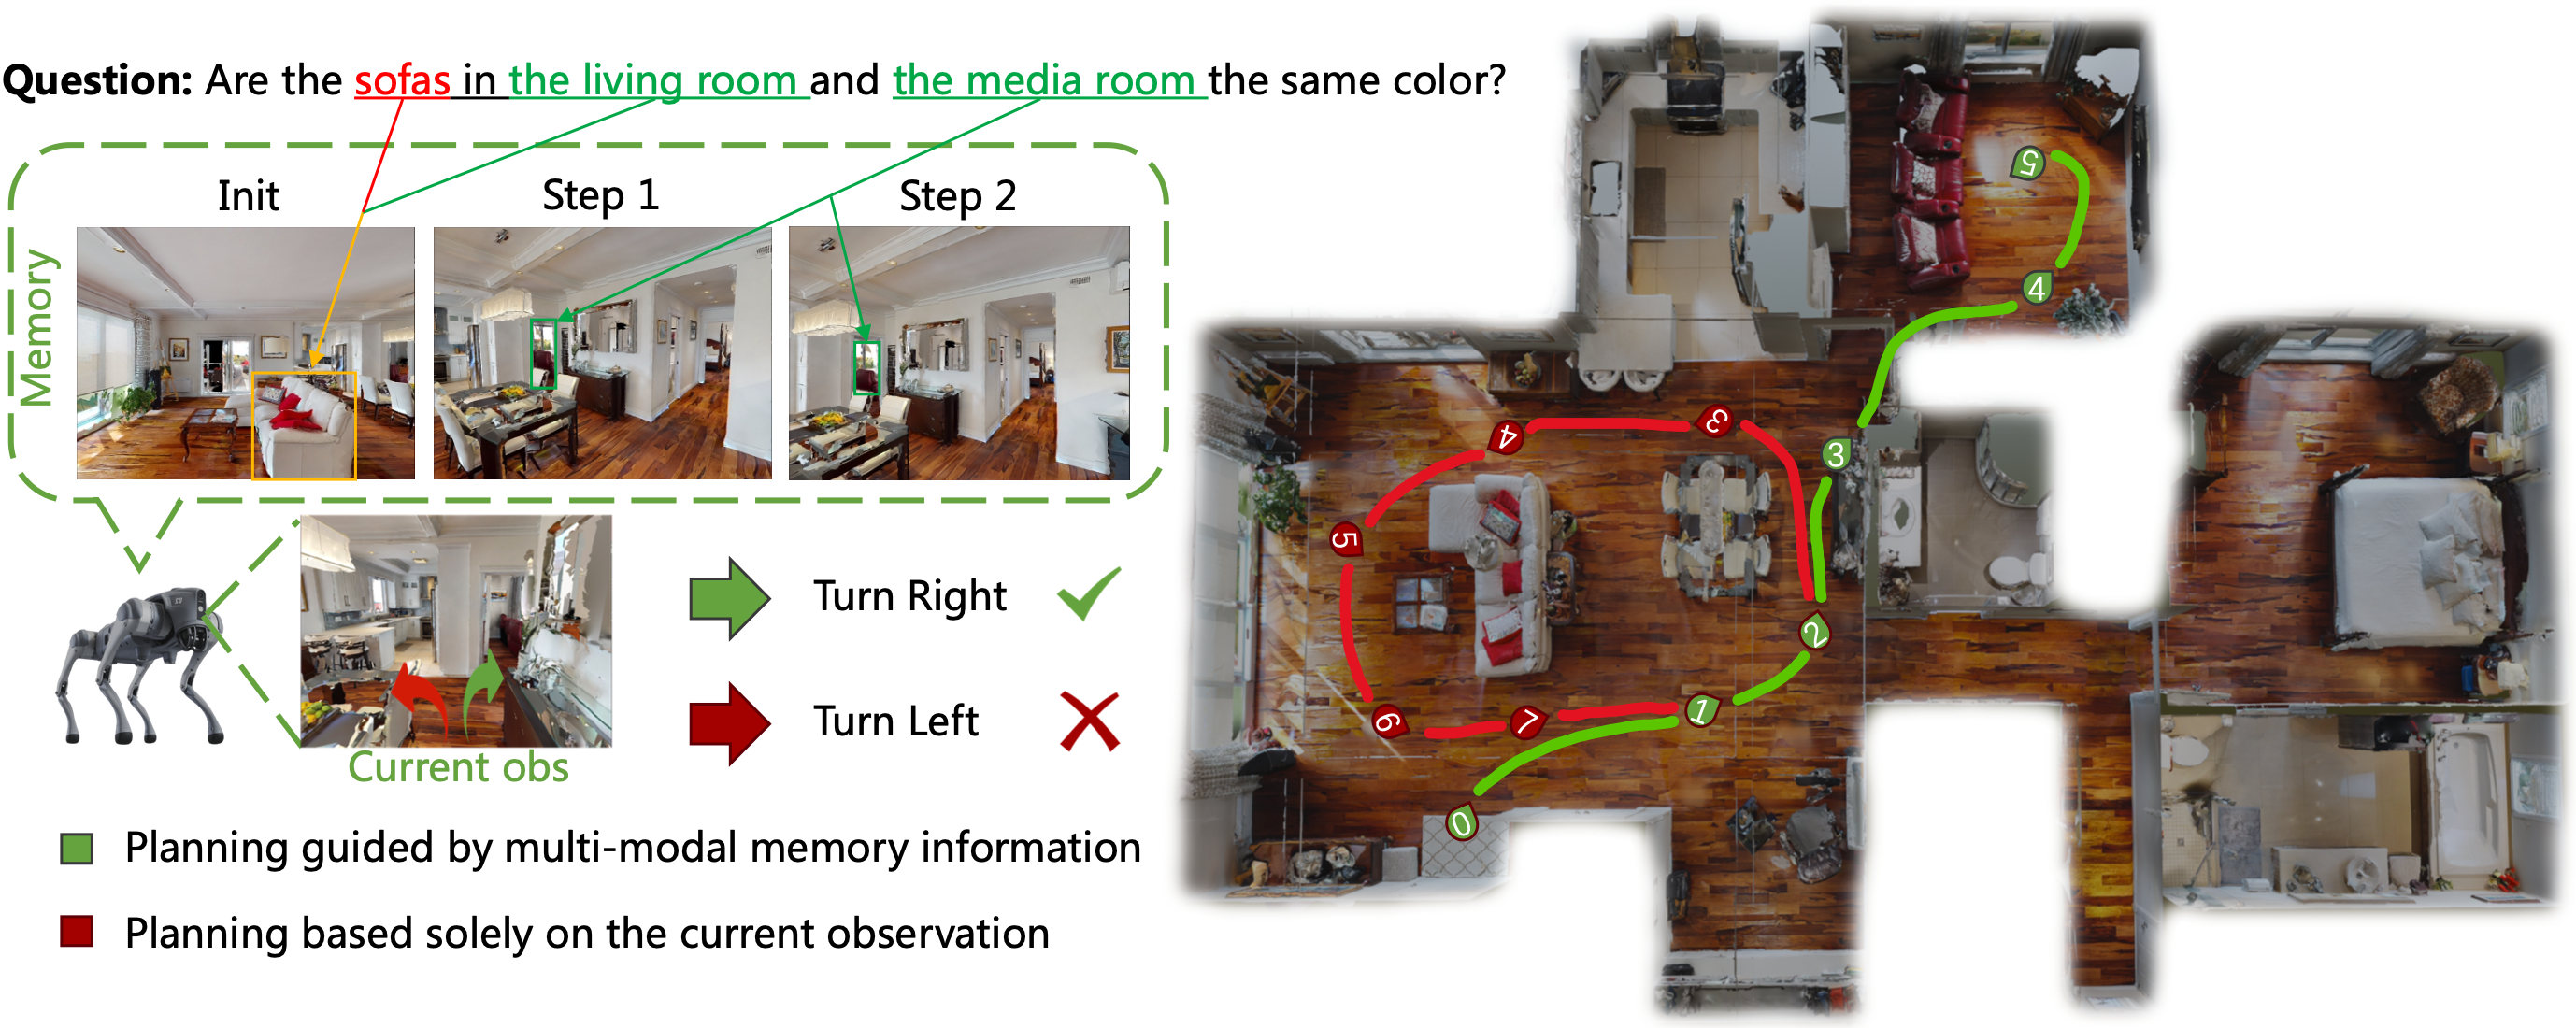 Question: Are the sofas in the living room and the media room the same color?
Memory
Init
Step 1
Step 2
Current obs
Turn Right
Turn Left
Planning guided by multi-modal memory information
Planning based solely on the current observation
5
4
3
3
4
5
2
1
7
6
0